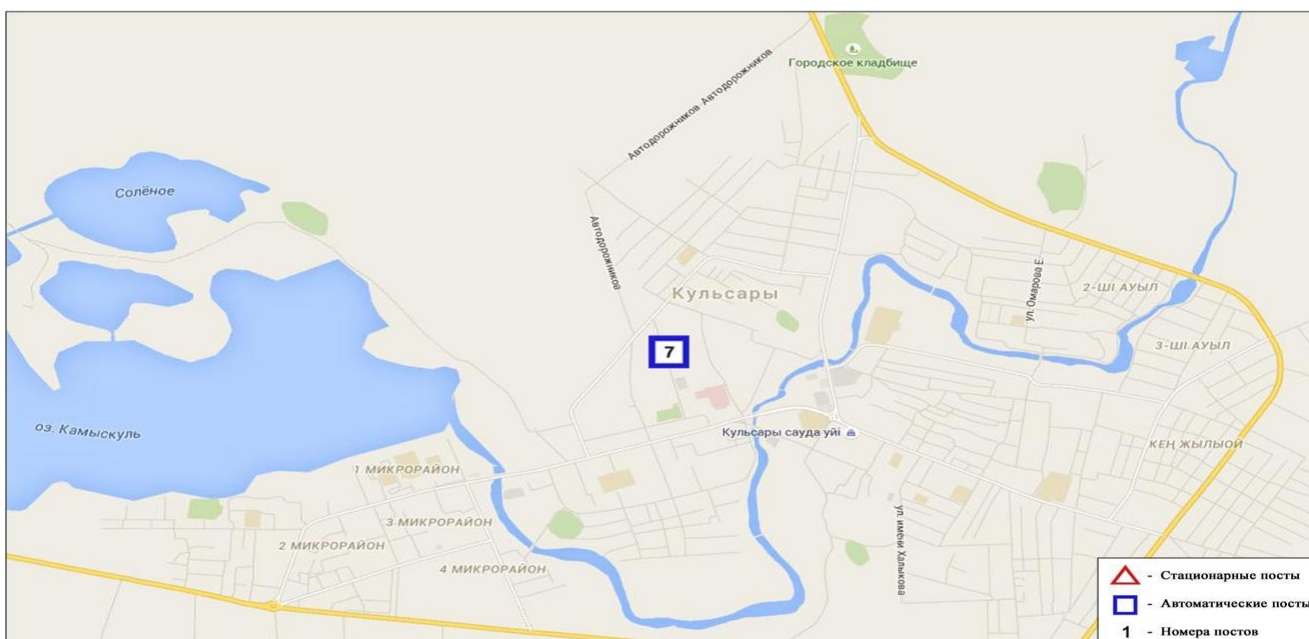 Городское кладбище
Автодорожников Автодорожников
Солёное
Автодорожников
Кульсары
ул. Омарова Е.
2-ШІ АУЫЛ
3-ШІ АУЫЛ
7
оз. Камыскуль
Кульсары сауда үйі
КЕҢ ЖЫЛЫОЙ
1 МИКРОРАЙОН
3 МИКРОРАЙОН
2 МИКРОРАЙОН
4 МИКРОРАЙОН
ул. имени Халыкова
- Стационарные посты
- Автоматические посты
1 - Номера постов